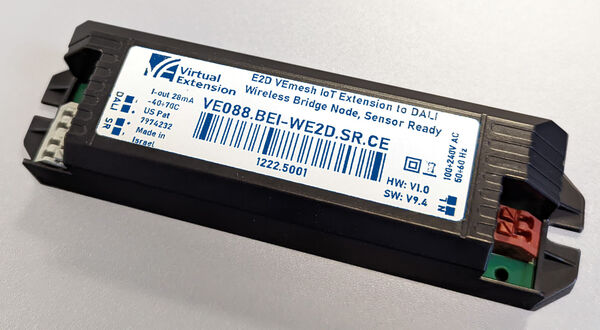 Virtual
Extension
E2D VEmesh IoT Extension to DALI
Wireless Bridge Node, Sensor Ready
VE088.BEI-WE2D.SR.CE
1222.5001
DALI
SR
I-out 28mA
-40+70C
US Pat
7974232
Made in
Israel
HW: V1.0
SW: V9.4
100÷240V AC
50÷60 Hz
N L